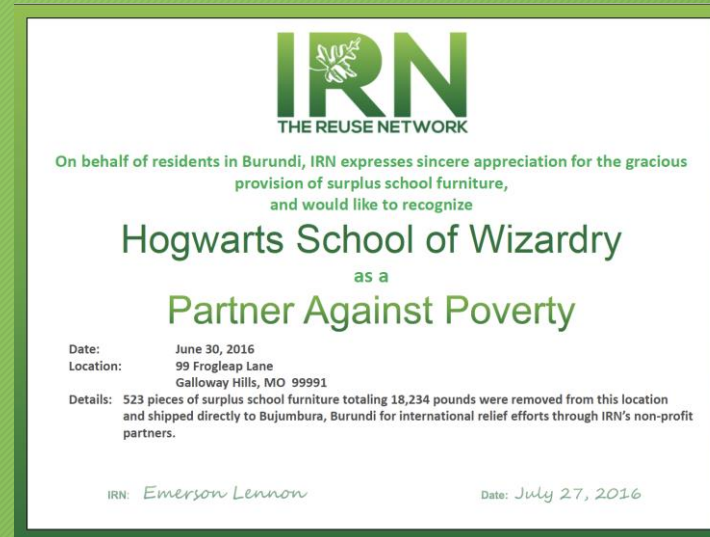 IRN
THE REUSE NETWORK
On behalf of residents in Burundi, IRN expresses sincere appreciation for the gracious
provision of surplus school furniture,
and would like to recognize
Hogwarts School of Wizardry
as a
Partner Against Poverty
Date: June 30, 2016
Location: 99 Frogleap Lane
Galloway Hills, MO 99991
Details: 523 pieces of surplus school furniture totaling 18,234 pounds were removed from this location
and shipped directly to Bujumbura, Burundi for international relief efforts through IRN's non-profit
partners.
IRN: Emerson Lennon Date: July 27, 2016